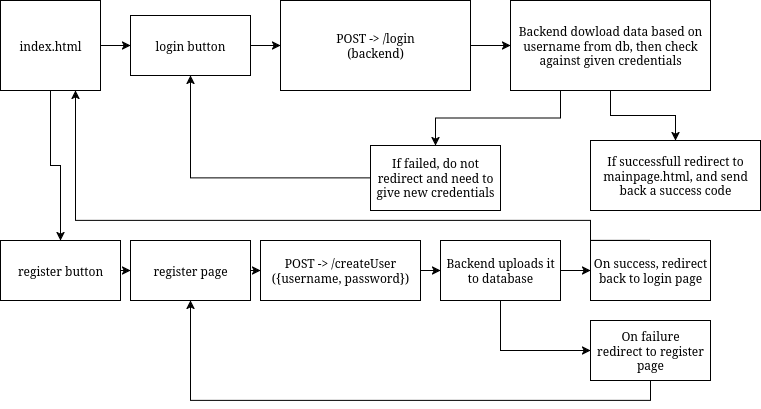 index.html
login button
POST -> /login
(backend)
Backend dowload data based on
username from db, then check
against given credentials
If failed, do not
redirect and need to
give new credentials
If successfull redirect to
mainpage.html, and send
back a success code
register button
register page
POST -> /createUser
({username, password})
Backend uploads it
to database
On success, redirect
back to login page
On failure
redirect to register
page